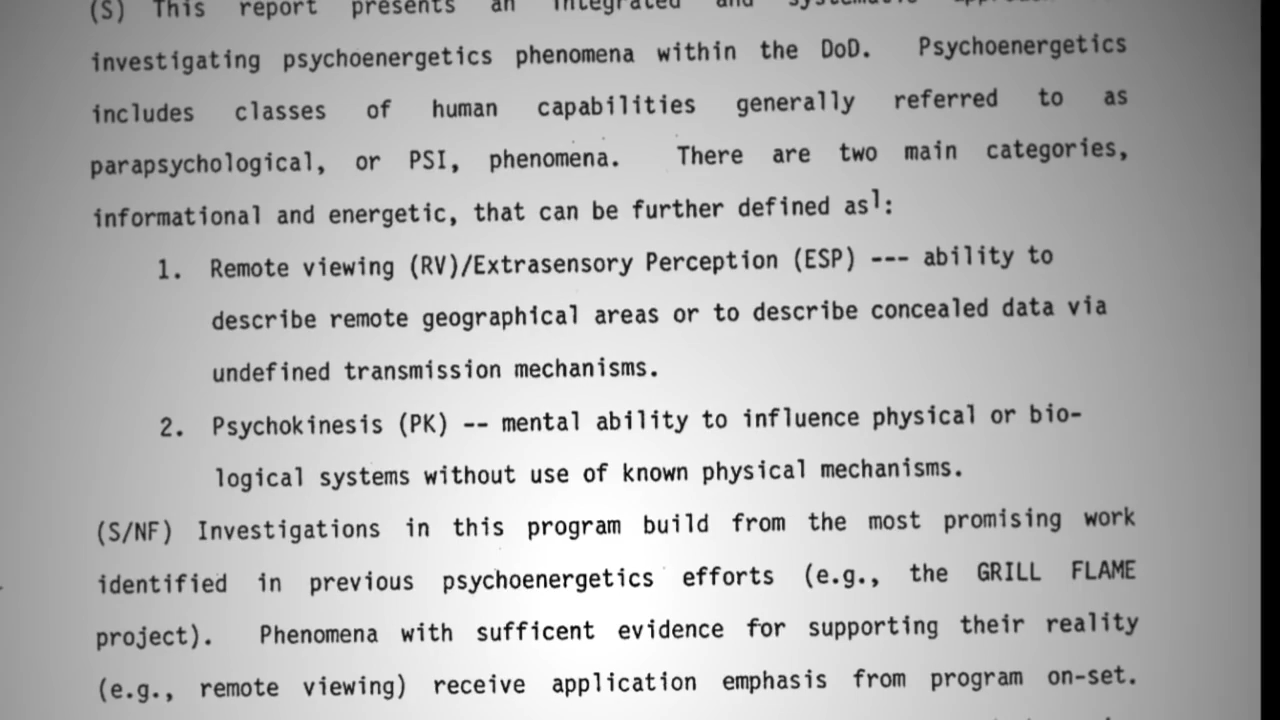 (S) This report presents an integrated and
investigating psychoenergetics phenomena within the DoD. Psychoenergetics
includes classes of human capabilities generally referred to as
parapsychological, or PSI, phenomena. There are two main categories,
informational and energetic, that can be further defined as1:
1. Remote viewing (RV)/Extrasensory Perception (ESP) --- ability to
describe remote geographical areas or to describe concealed data via
undefined transmission mechanisms.
2. Psychokinesis (PK) -- mental ability to influence physical or bio-
logical systems without use of known physical mechanisms.
(S/NF) Investigations in this program build from the most promising work
identified in previous psychoenergetics efforts (e.g., the GRILL FLAME
project). Phenomena with sufficent evidence for supporting their reality
(e.g., remote viewing) receive application emphasis from program on-set.